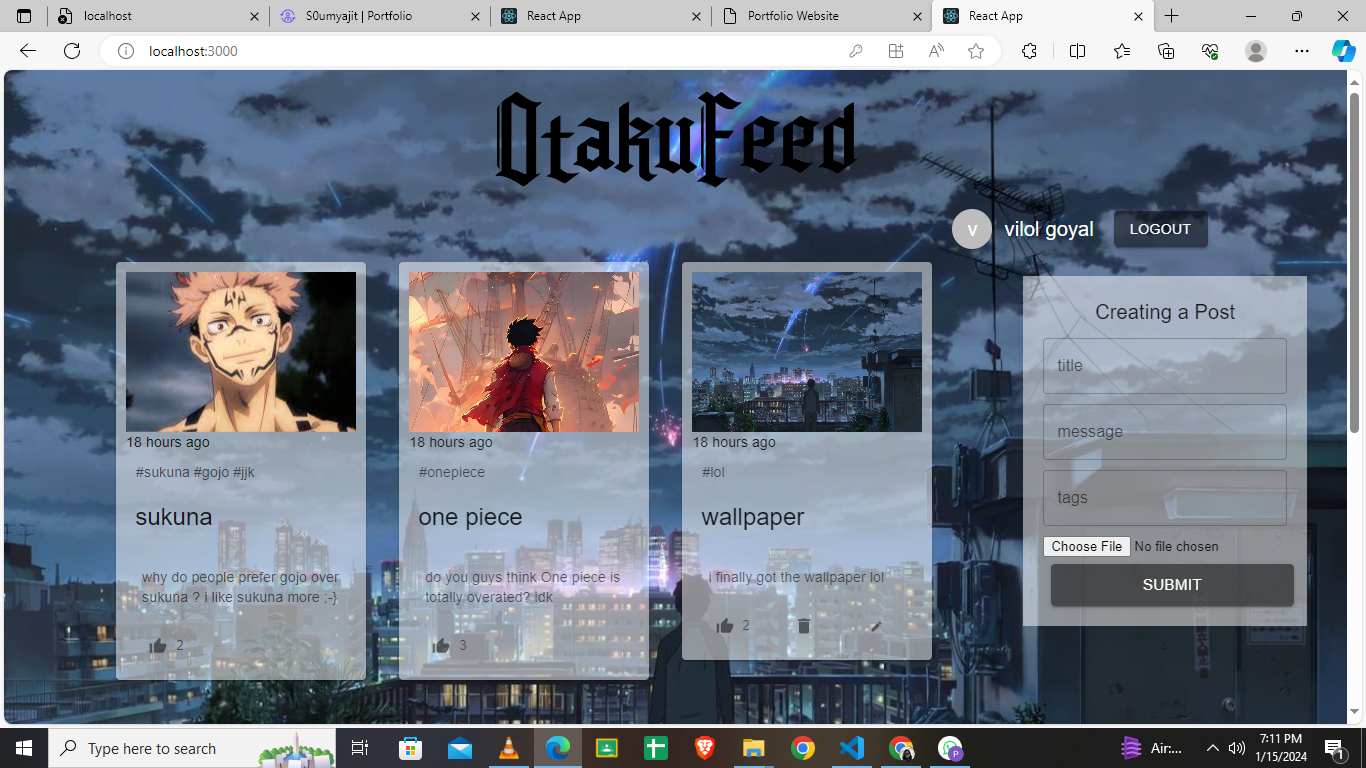 localhost
S0umyajit | Portfolio
React App
Portfolio Website
React App
localhost:3000
OtakuFeed
v
vilol goyal
LOGOUT
18 hours ago
#sukuna #gojo #jjk
sukuna
why do people prefer gojo over
sukuna ? i like sukuna more ;-}
2
18 hours ago
#onepiece
one piece
do you guys think One piece is
totally overated? idk
3
18 hours ago
#lol
wallpaper
i finally got the wallpaper lol
2
Creating a Post
title
message
tags
Choose File No file chosen
SUBMIT
Type here to search
Air:...
7:11 PM
1/15/2024
1